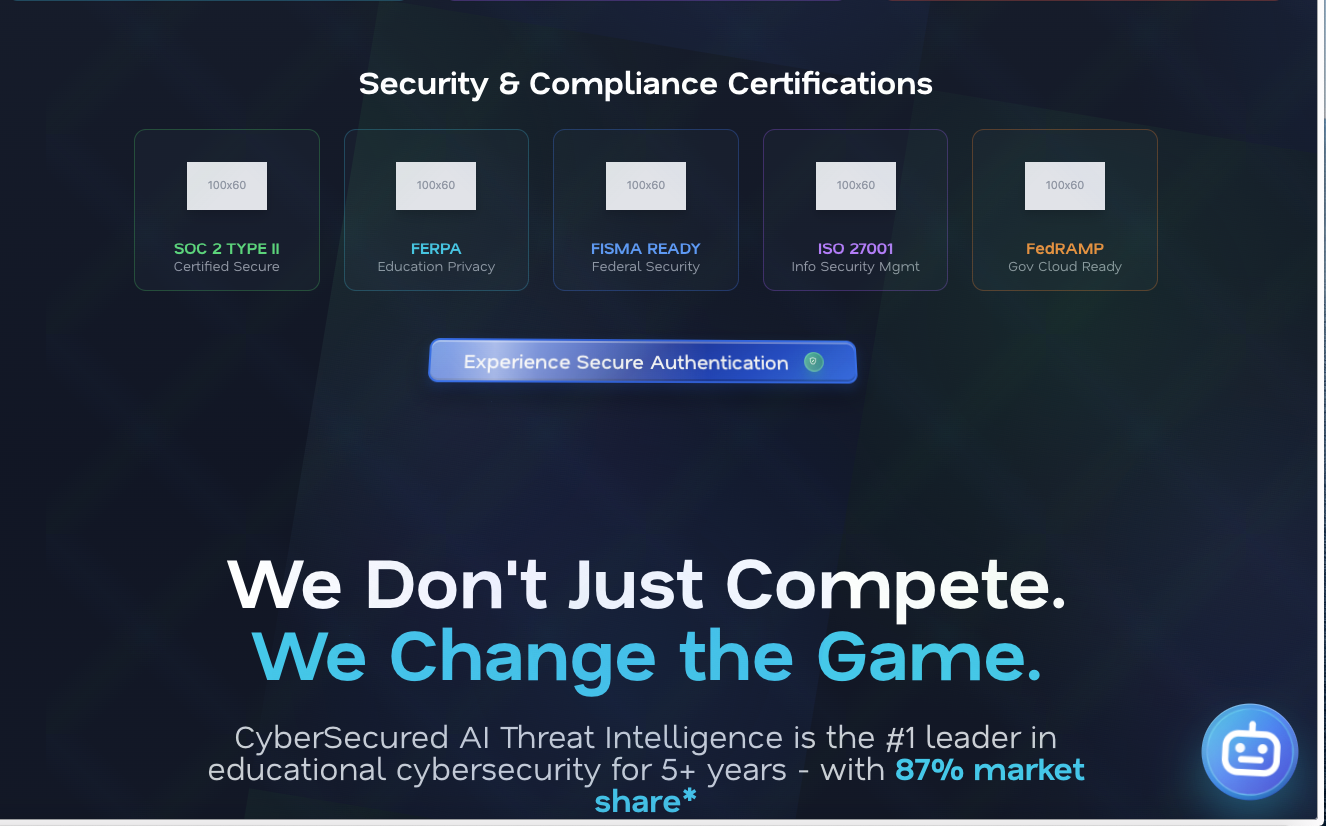 Security & Compliance Certifications
100x60
100x60
100x60
100x60
100x60
SOC 2 TYPE II
Certified Secure
FERPA
Education Privacy
FISMA READY
Federal Security
ISO 27001
Info Security Mgmt
FedRAMP
Gov Cloud Ready
Experience Secure Authentication
We Don't Just Compete.
We Change the Game.
CyberSecured AI Threat Intelligence is the #1 leader in
educational cybersecurity for 5+ years - with 87% market
share*